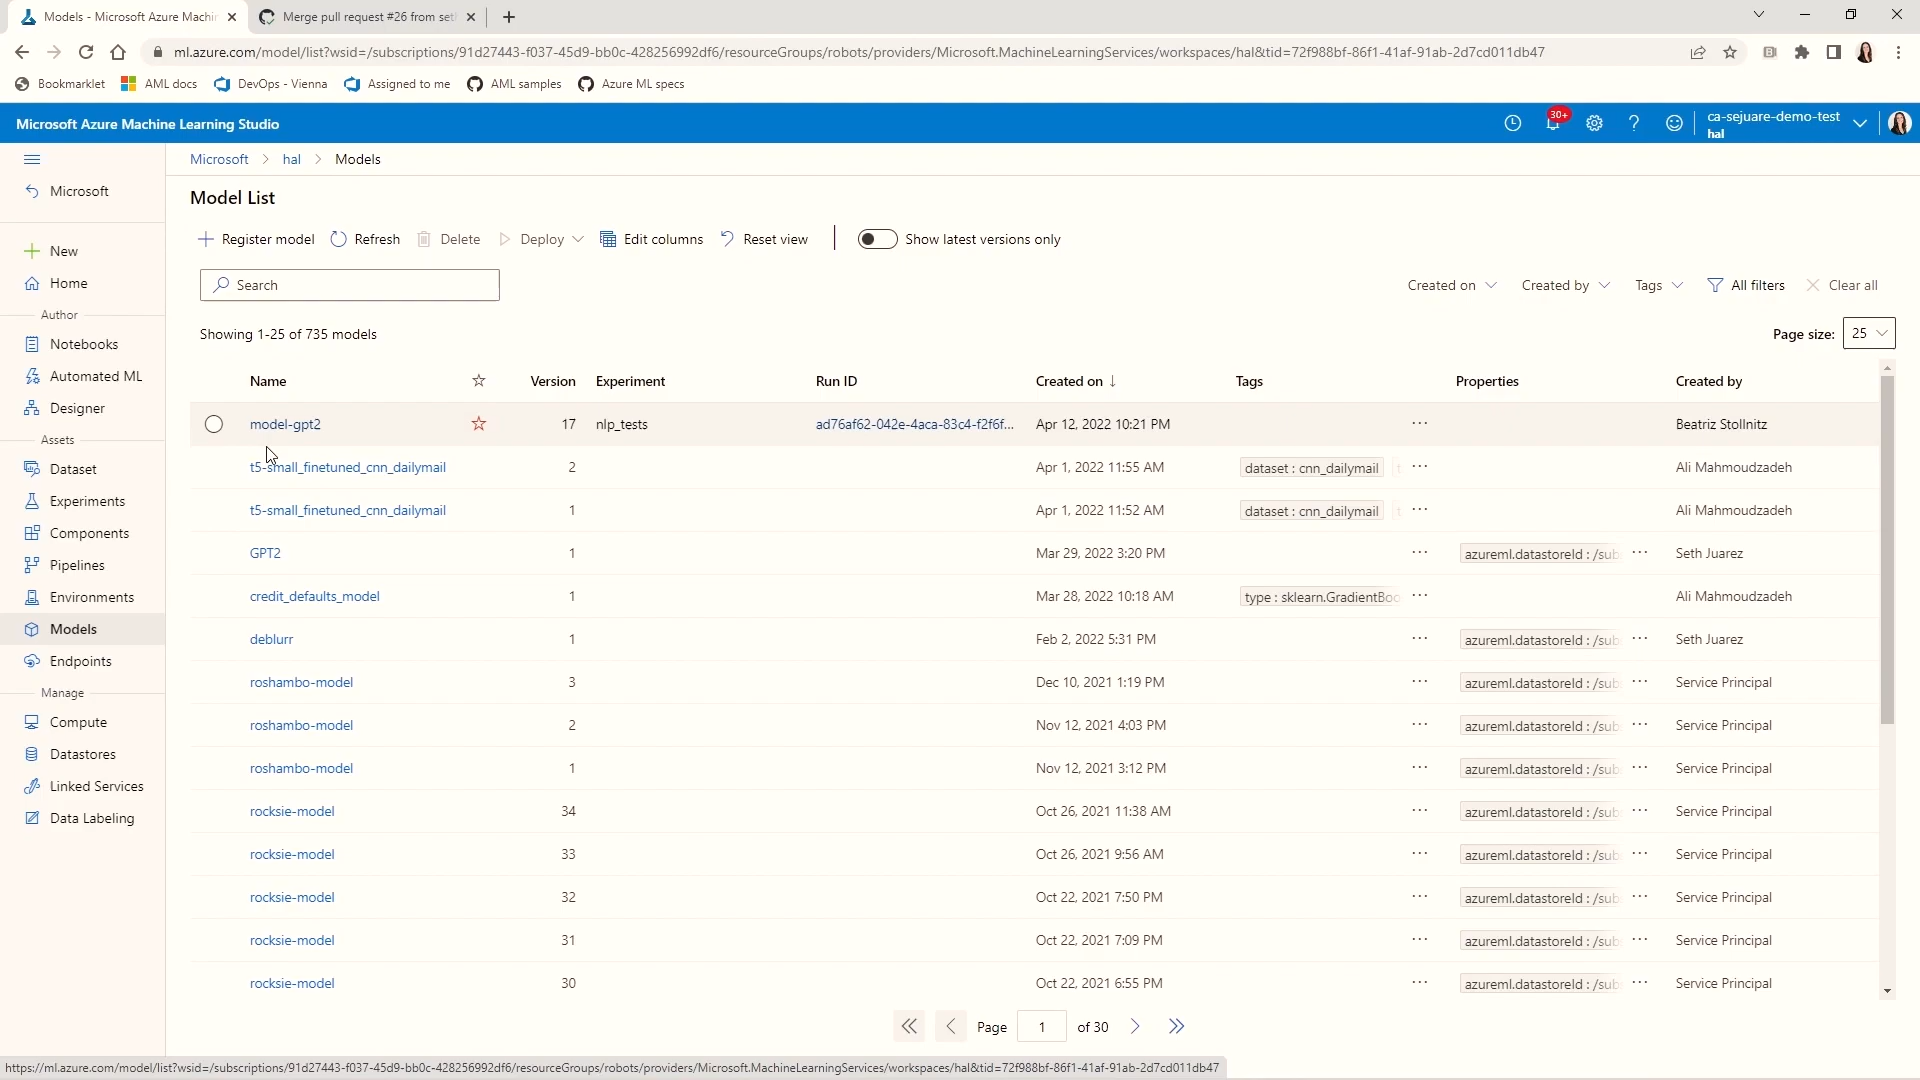 Models - Microsoft Azure Machin
Merge pull request #26 from set
ml.azure.com/model/list?wsid=/subscriptions/91d27443-f037-45d9-bb0c-428256992df6/resourceGroups/robots/providers/Microsoft.MachineLearningServices/workspaces/hal&tid=72f988bf-86f1-41af-91ab-2d7cd011db47
Bookmarklet AML docs DevOps - Vienna Assigned to me AML samples Azure ML specs
Microsoft Azure Machine Learning Studio
30+
ca-sejuare-demo-test
hal
Microsoft > hal > Models
Microsoft
New
Home
Author
Notebooks
Automated ML
Designer
Assets
Dataset
Experiments
Components
Pipelines
Environments
Models
Endpoints
Manage
Compute
Datastores
Linked Services
Data Labeling
Model List
Register model Refresh Delete Deploy Edit columns Reset view Show latest versions only
Search
Created on Created by Tags All filters Clear all
Showing 1-25 of 735 models
Page size: 25
Name Version Experiment Run ID Created on ↓ Tags Properties Created by
model-gpt2 17 nlp_tests ad76af62-042e-4aca-83c4-f2f6f... Apr 12, 2022 10:21 PM ... Beatriz Stollnitz
t5-small_finetuned_cnn_dailymail 2 Apr 1, 2022 11:55 AM dataset : cnn_dailymail t ... Ali Mahmoudzadeh
t5-small_finetuned_cnn_dailymail 1 Apr 1, 2022 11:52 AM dataset : cnn_dailymail t ... Ali Mahmoudzadeh
GPT2 1 Mar 29, 2022 3:20 PM ... azureml.datastoreId : /sub ... Seth Juarez
credit_defaults_model 1 Mar 28, 2022 10:18 AM type : sklearn.GradientBoo ... Ali Mahmoudzadeh
deblurr 1 Feb 2, 2022 5:31 PM ... azureml.datastoreId : /sub ... Seth Juarez
roshambo-model 3 Dec 10, 2021 1:19 PM ... azureml.datastoreId : /sub ... Service Principal
roshambo-model 2 Nov 12, 2021 4:03 PM ... azureml.datastoreId : /sub ... Service Principal
roshambo-model 1 Nov 12, 2021 3:12 PM ... azureml.datastoreId : /sub ... Service Principal
rocksie-model 34 Oct 26, 2021 11:38 AM ... azureml.datastoreId : /sub ... Service Principal
rocksie-model 33 Oct 26, 2021 9:56 AM ... azureml.datastoreId : /sub ... Service Principal
rocksie-model 32 Oct 22, 2021 7:50 PM ... azureml.datastoreId : /sub ... Service Principal
rocksie-model 31 Oct 22, 2021 7:09 PM ... azureml.datastoreId : /sub ... Service Principal
rocksie-model 30 Oct 22, 2021 6:55 PM ... azureml.datastoreId : /sub ... Service Principal
Page 1 of 30
https://ml.azure.com/model/list?wsid=/subscriptions/91d27443-f037-45d9-bb0c-428256992df6/resourceGroups/robots/providers/Microsoft.MachineLearningServices/workspaces/hal&tid=72f988bf-86f1-41af-91ab-2d7cd011db47